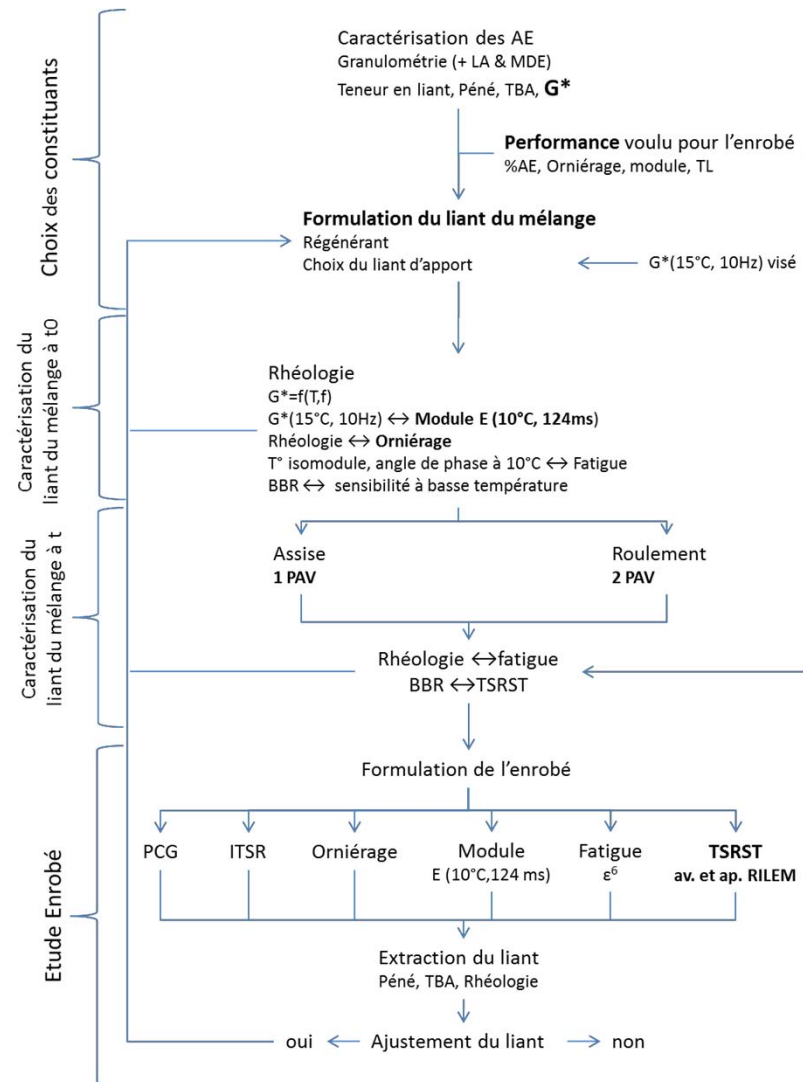 Choix des constituants
Caractérisation des AE
Granulométrie (+ LA & MDE)
Teneur en liant, Péné, TBA, G*
Performance voulu pour l'enrobé
%AE, Orniérage, module, TL
Formulation du liant du mélange
Régénérant
Choix du liant d'apport
G*(15°C, 10Hz) visé
Caractérisation du
liant du mélange à t0
Rhéologie
G*=f(T,f)
G*(15°C, 10Hz) ↔ Module E (10°C, 124ms)
Rhéologie ↔ Orniérage
T° isomodule, angle de phase à 10°C ↔ Fatigue
BBR ↔ sensibilité à basse température
Caractérisation du
liant du mélange à t
Assise
1 PAV
Roulement
2 PAV
Rhéologie ↔fatigue
BBR ↔TSRST
Etude Enrobé
Formulation de l'enrobé
PCG
ITSR
Orniérage
Module
E (10°C,124 ms)
Fatigue
ε⁶
TSRST
av. et ap. RILEM
Extraction du liant
Péné, TBA, Rhéologie
oui
Ajustement du liant
non